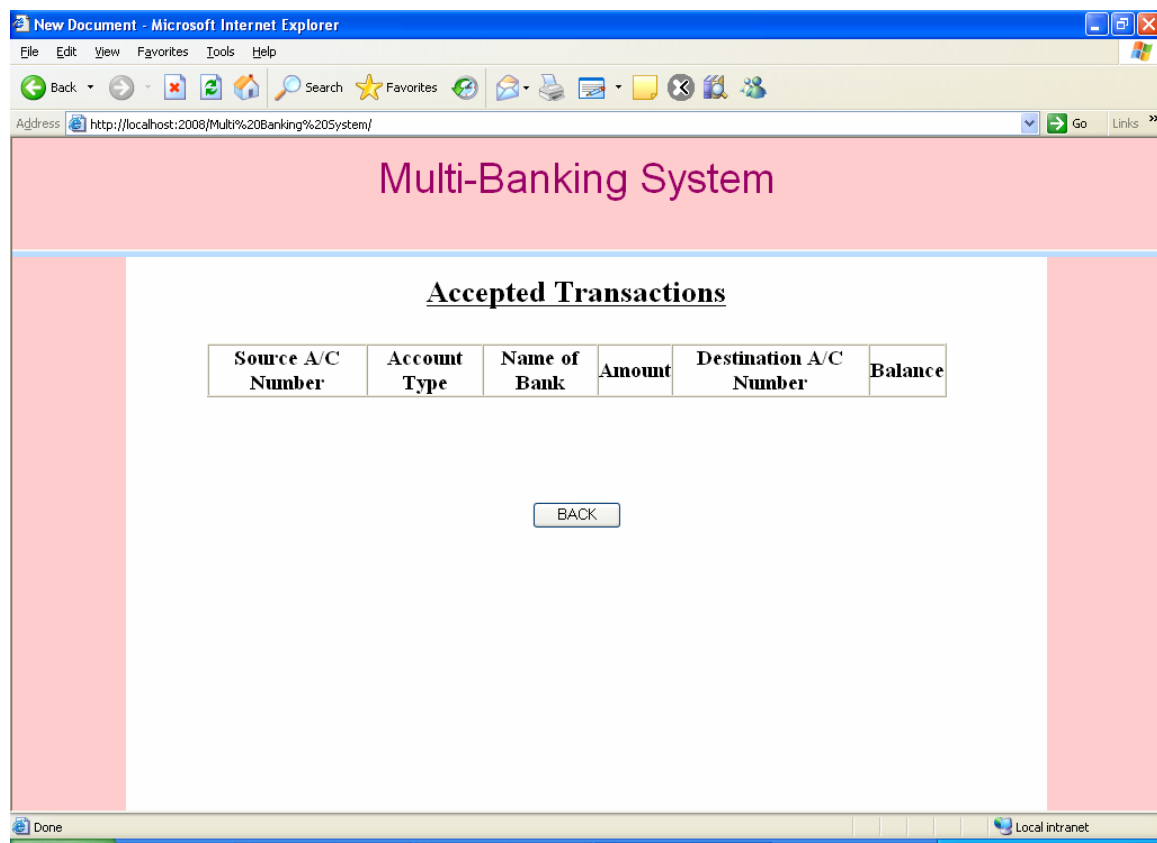 New Document - Microsoft Internet Explorer
File Edit View Favorites Tools Help
Back Search Favorites
Address http://localhost:2008/Multi%20Banking%20System/ Go Links »
Multi-Banking System
Accepted Transactions
Source A/C Number Account Type Name of Bank Amount Destination A/C Number Balance
BACK
Done Local intranet